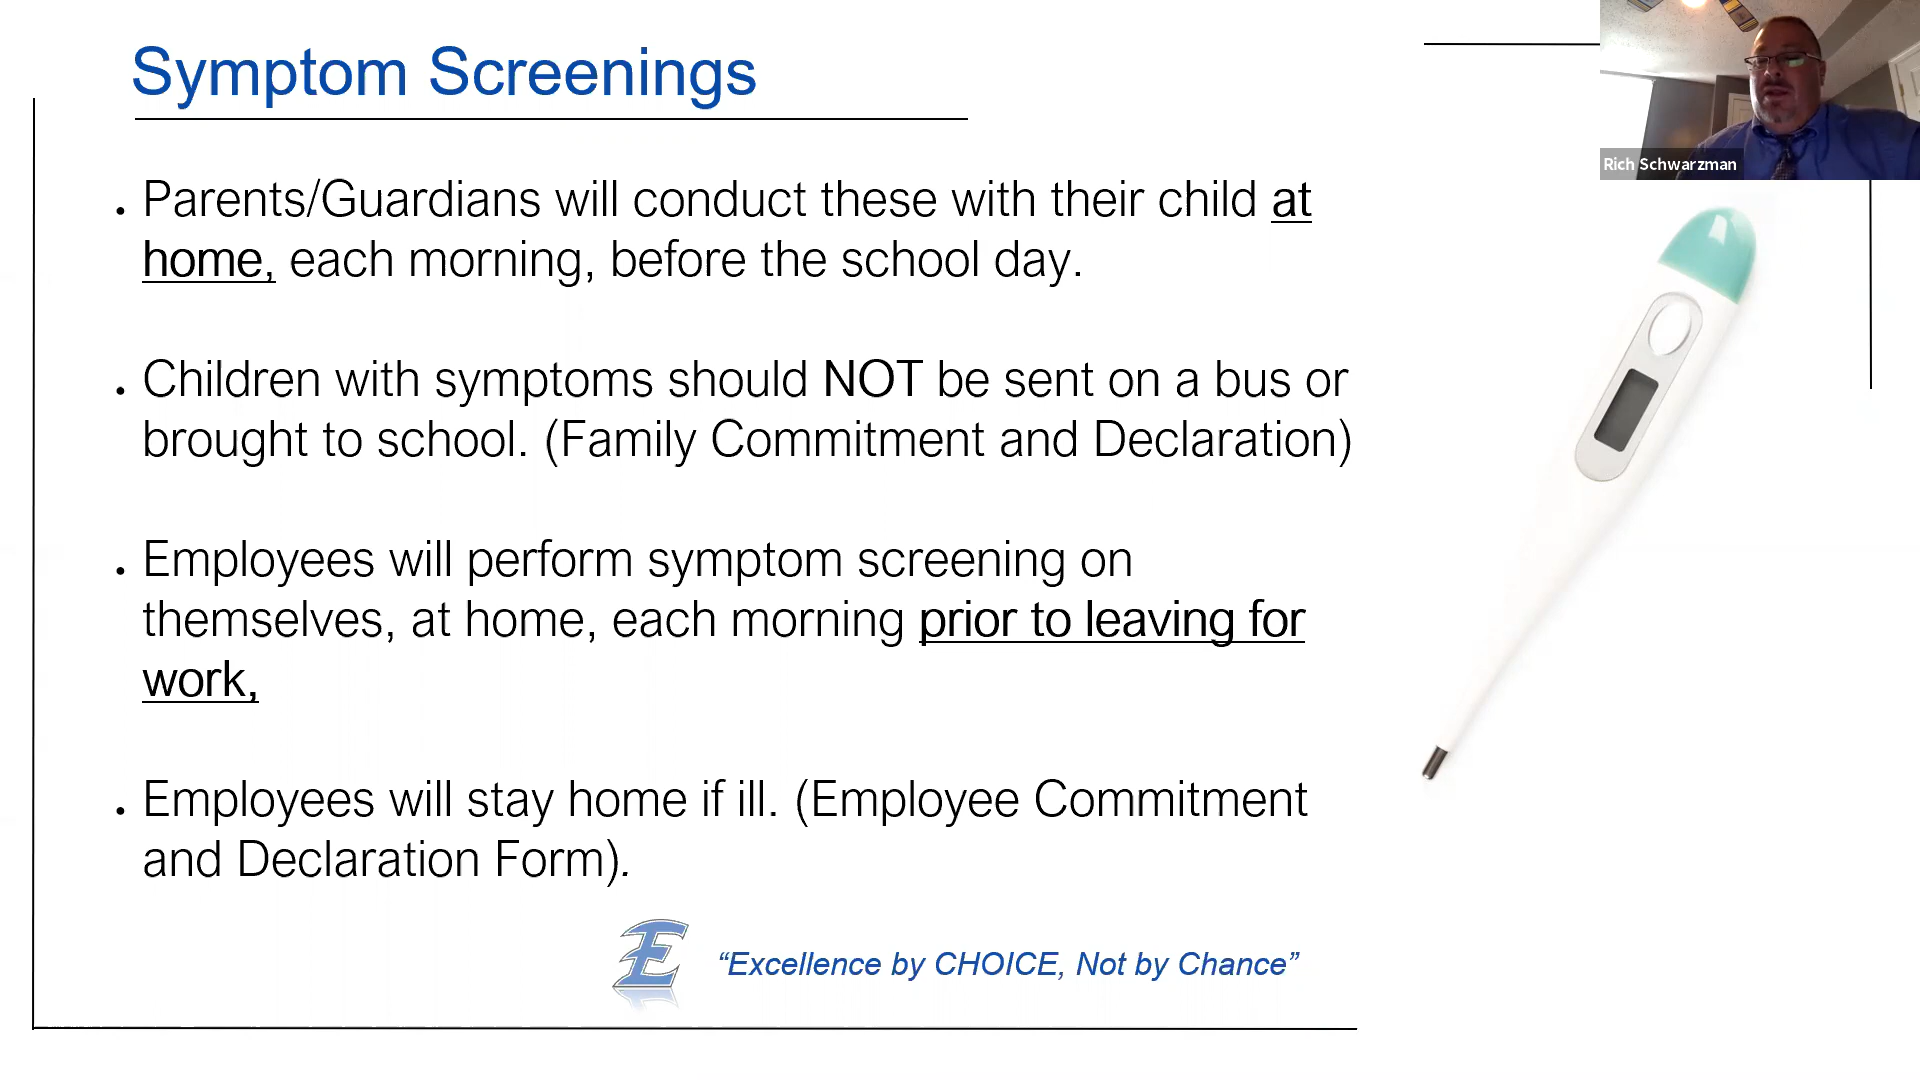 Symptom Screenings
Rich Schwarzman
. Parents/Guardians will conduct these with their child at
home, each morning, before the school day.
. Children with symptoms should NOT be sent on a bus or
brought to school. (Family Commitment and Declaration)
. Employees will perform symptom screening on
themselves, at home, each morning prior to leaving for
work,
. Employees will stay home if ill. (Employee Commitment
and Declaration Form).
E
“Excellence by CHOICE, Not by Chance”